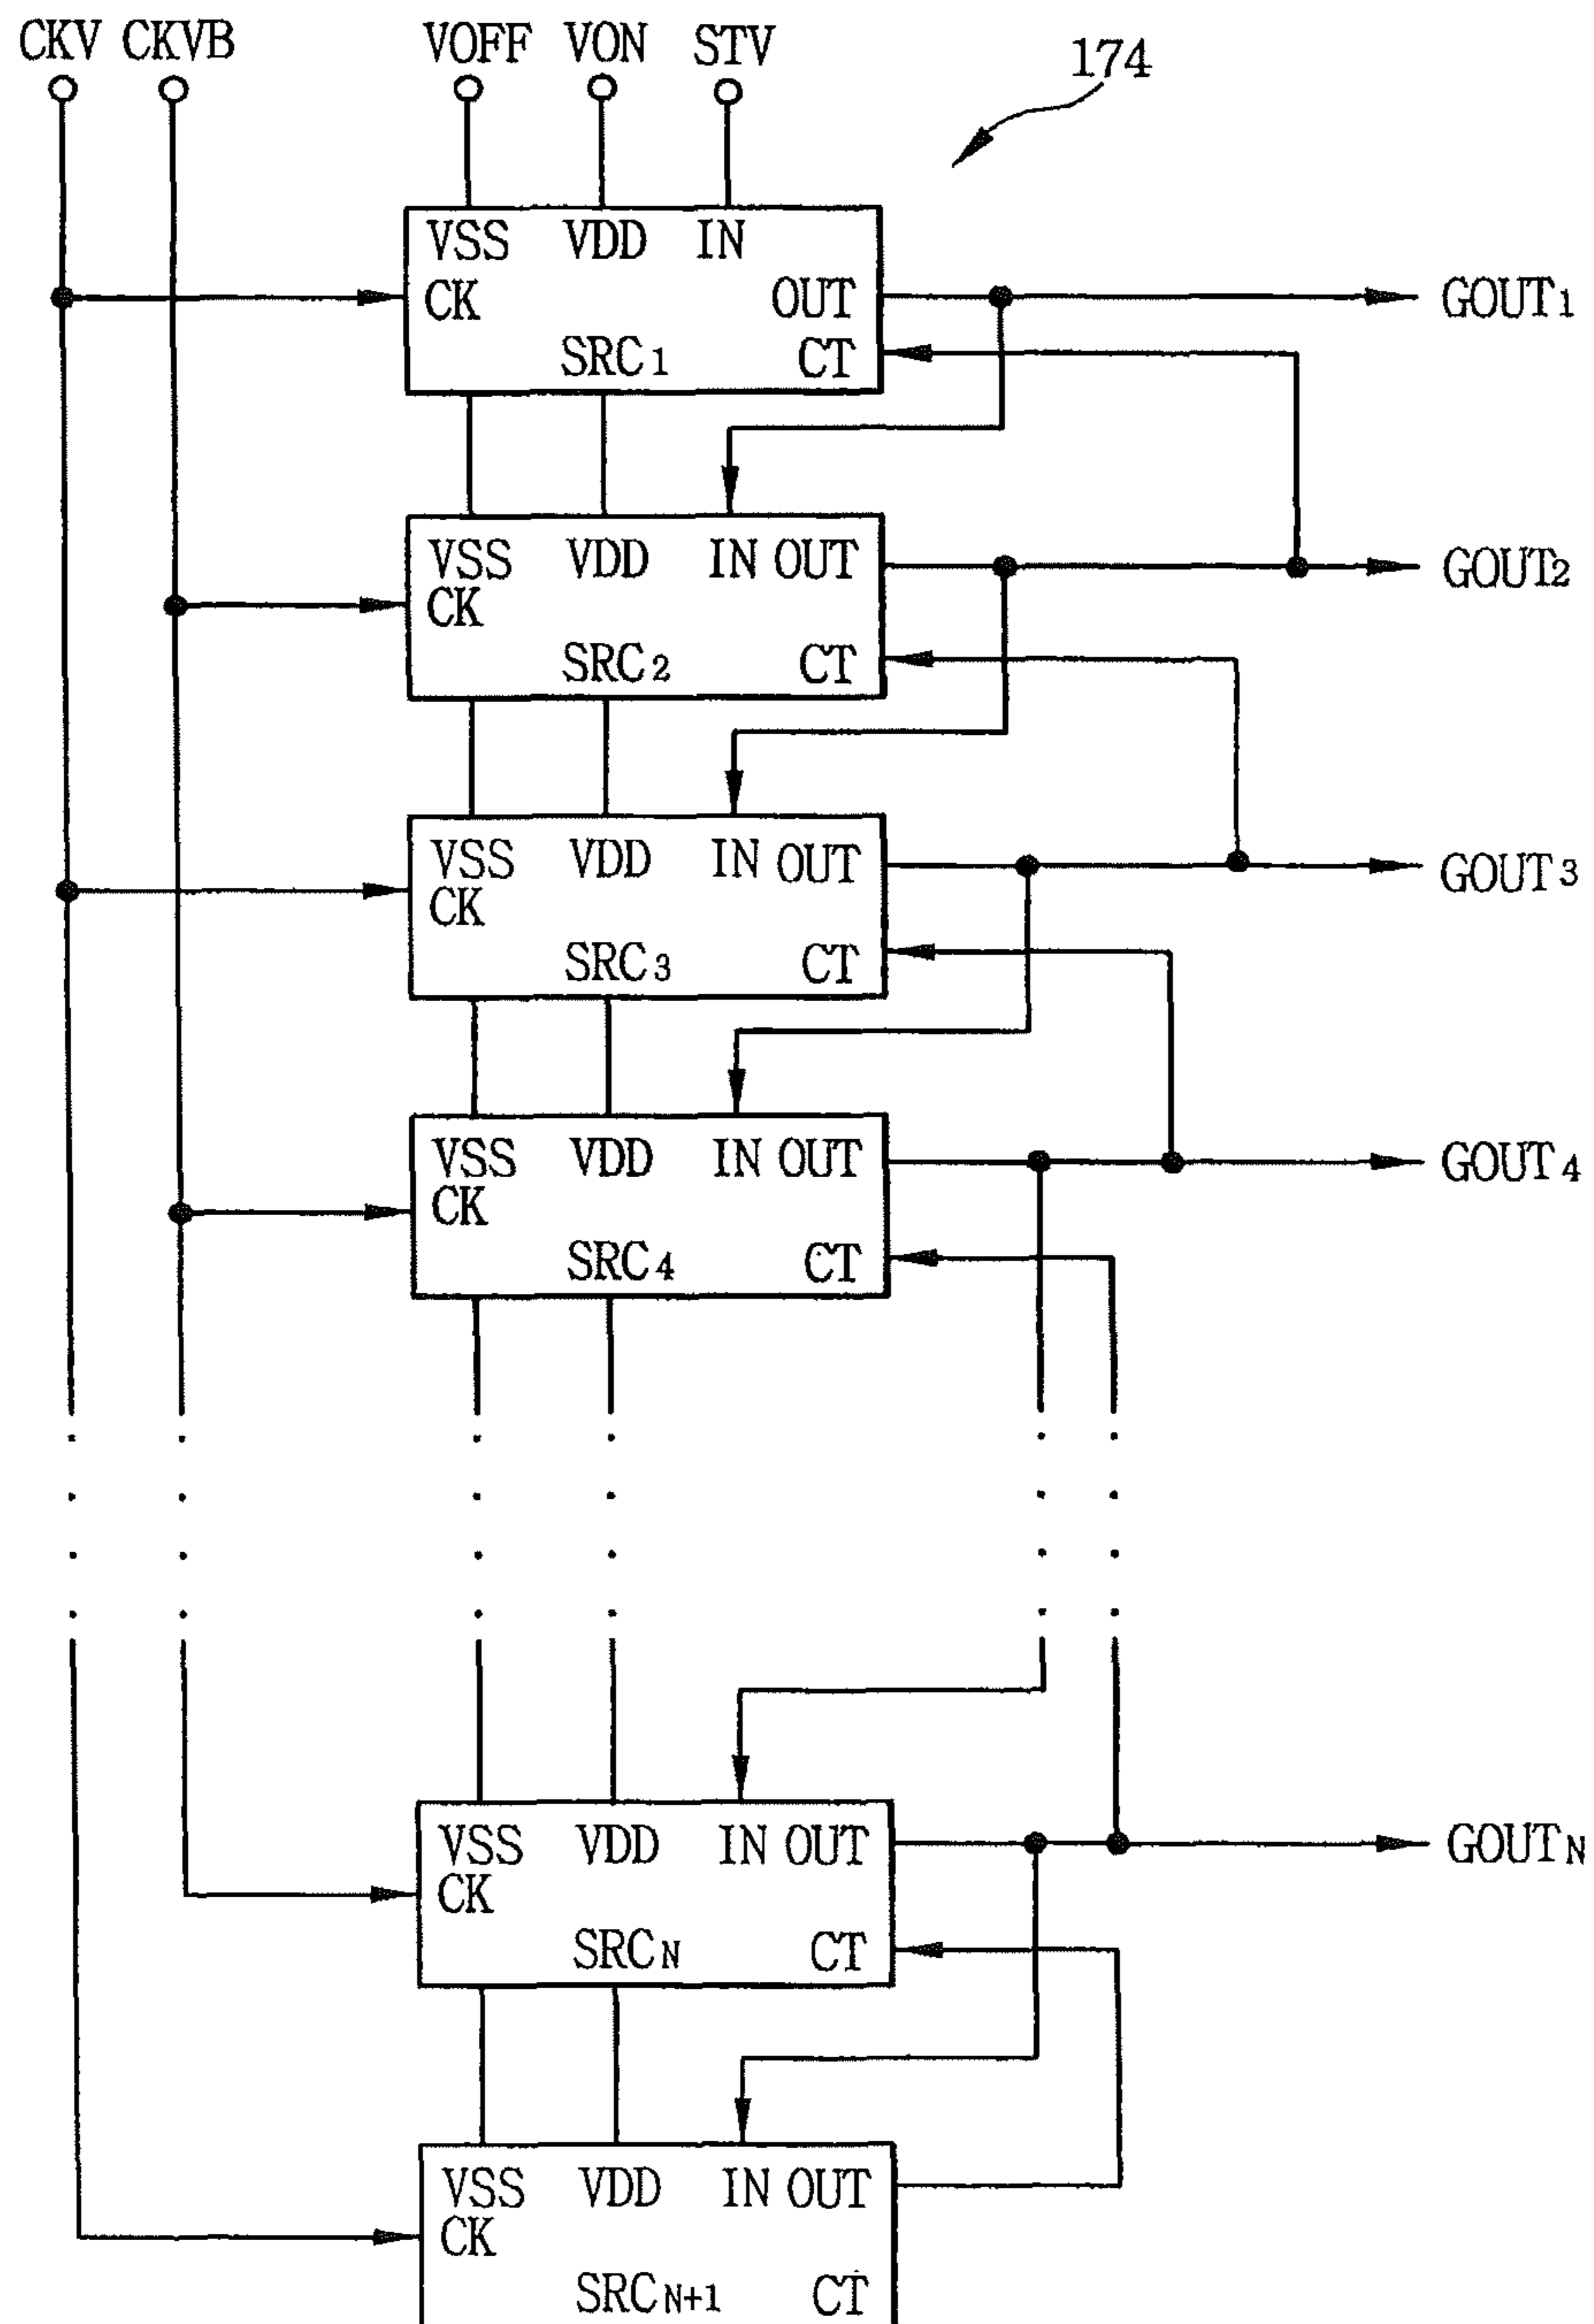 CKV CKVB VOFF VON STV
174
VSS VDD IN
CK OUT GOUT1
SRC1 CT
VSS VDD IN OUT GOUT2
CK
SRC2 CT
VSS VDD IN OUT GOUT3
CK
SRC3 CT
VSS VDD IN OUT GOUT4
CK
SRC4 CT
VSS VDD IN OUT GOUTN
CK
SRCN CT
VSS VDD IN OUT
CK
SRCN+1 CT